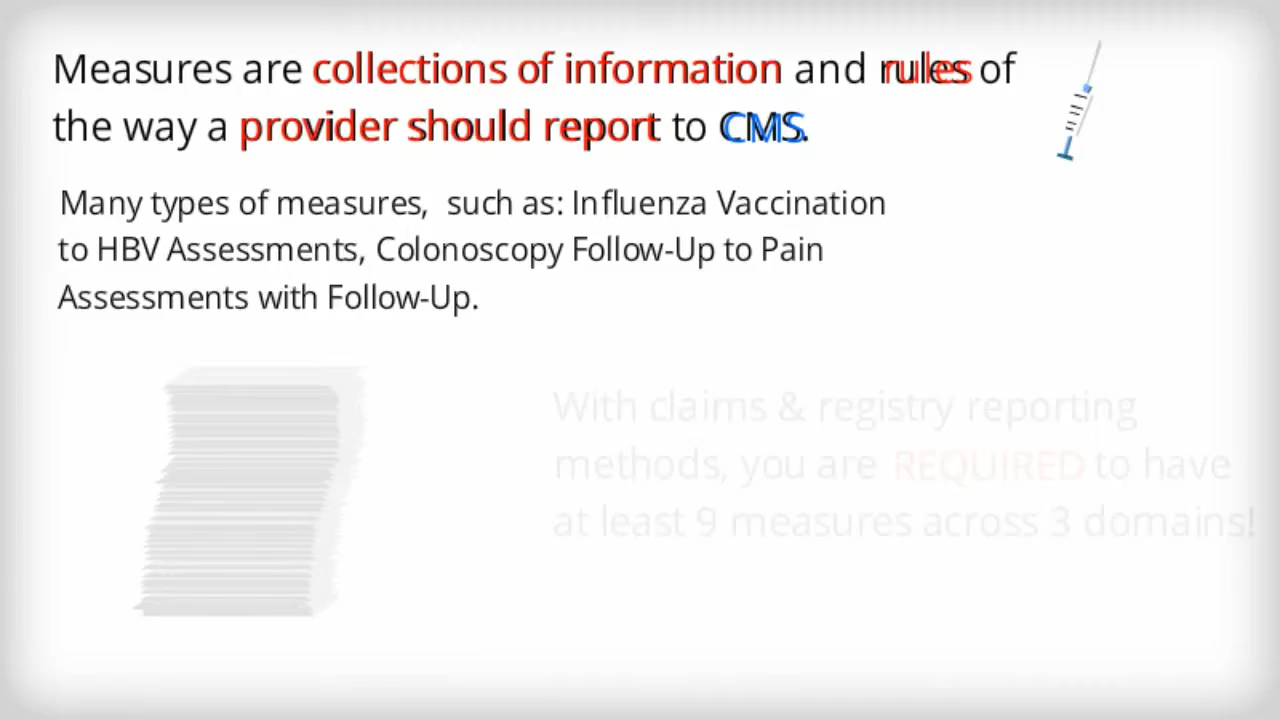 Measures are collections of information and rules of
the way a provider should report to CMS.
Many types of measures, such as: Influenza Vaccination
to HBV Assessments, Colonoscopy Follow-Up to Pain
Assessments with Follow-Up.
With claims & registry reporting
methods, you are REQUIRED to have
at least 9 measures across 3 domains!